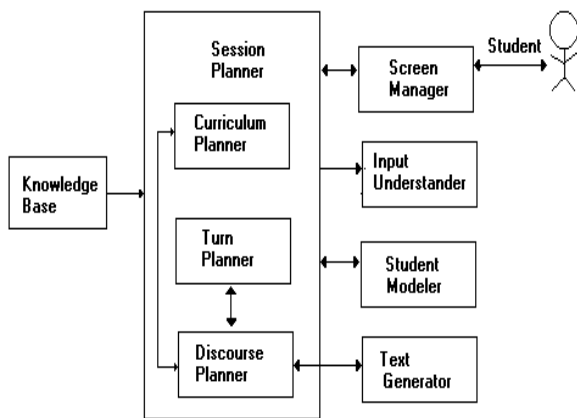 Session
Planner
Student
Screen
Manager
Curriculum
Planner
Input
Understander
Knowledge
Base
Turn
Planner
Student
Modeler
Discourse
Planner
Text
Generator